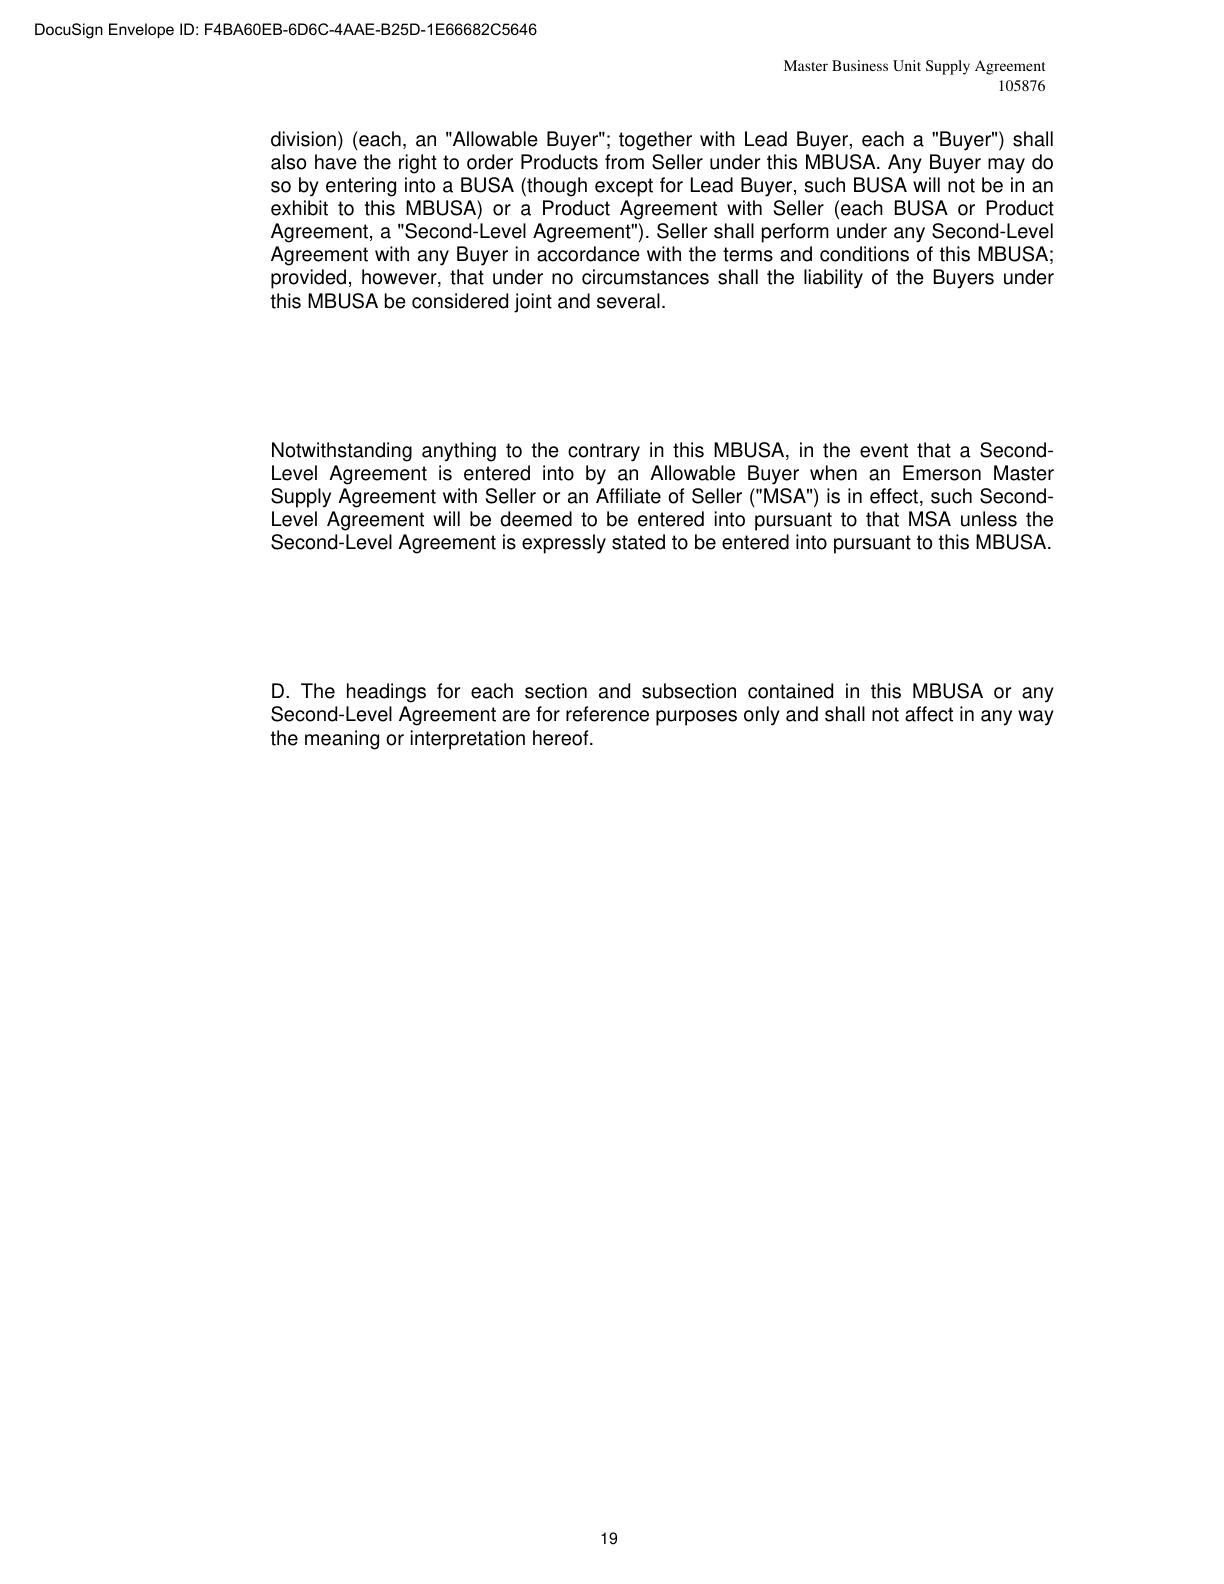 DocuSign Envelope ID: F4BA60EB-6D6C-4AAE-B25D-1E66682C5646
Master Business Unit Supply Agreement
105876
division) (each, an "Allowable Buyer"; together with Lead Buyer, each a "Buyer") shall
also have the right to order Products from Seller under this MBUSA. Any Buyer may do
so by entering into a BUSA (though except for Lead Buyer, such BUSA will not be in an
exhibit to this MBUSA) or a Product Agreement with Seller (each BUSA or Product
Agreement, a "Second-Level Agreement"). Seller shall perform under any Second-Level
Agreement with any Buyer in accordance with the terms and conditions of this MBUSA;
provided, however, that under no circumstances shall the liability of the Buyers under
this MBUSA be considered joint and several.
Notwithstanding anything to the contrary in this MBUSA, in the event that a Second-
Level Agreement is entered into by an Allowable Buyer when an Emerson Master
Supply Agreement with Seller or an Affiliate of Seller ("MSA") is in effect, such Second-
Level Agreement will be deemed to be entered into pursuant to that MSA unless the
Second-Level Agreement is expressly stated to be entered into pursuant to this MBUSA.
D. The headings for each section and subsection contained in this MBUSA or any
Second-Level Agreement are for reference purposes only and shall not affect in any way
the meaning or interpretation hereof.
19